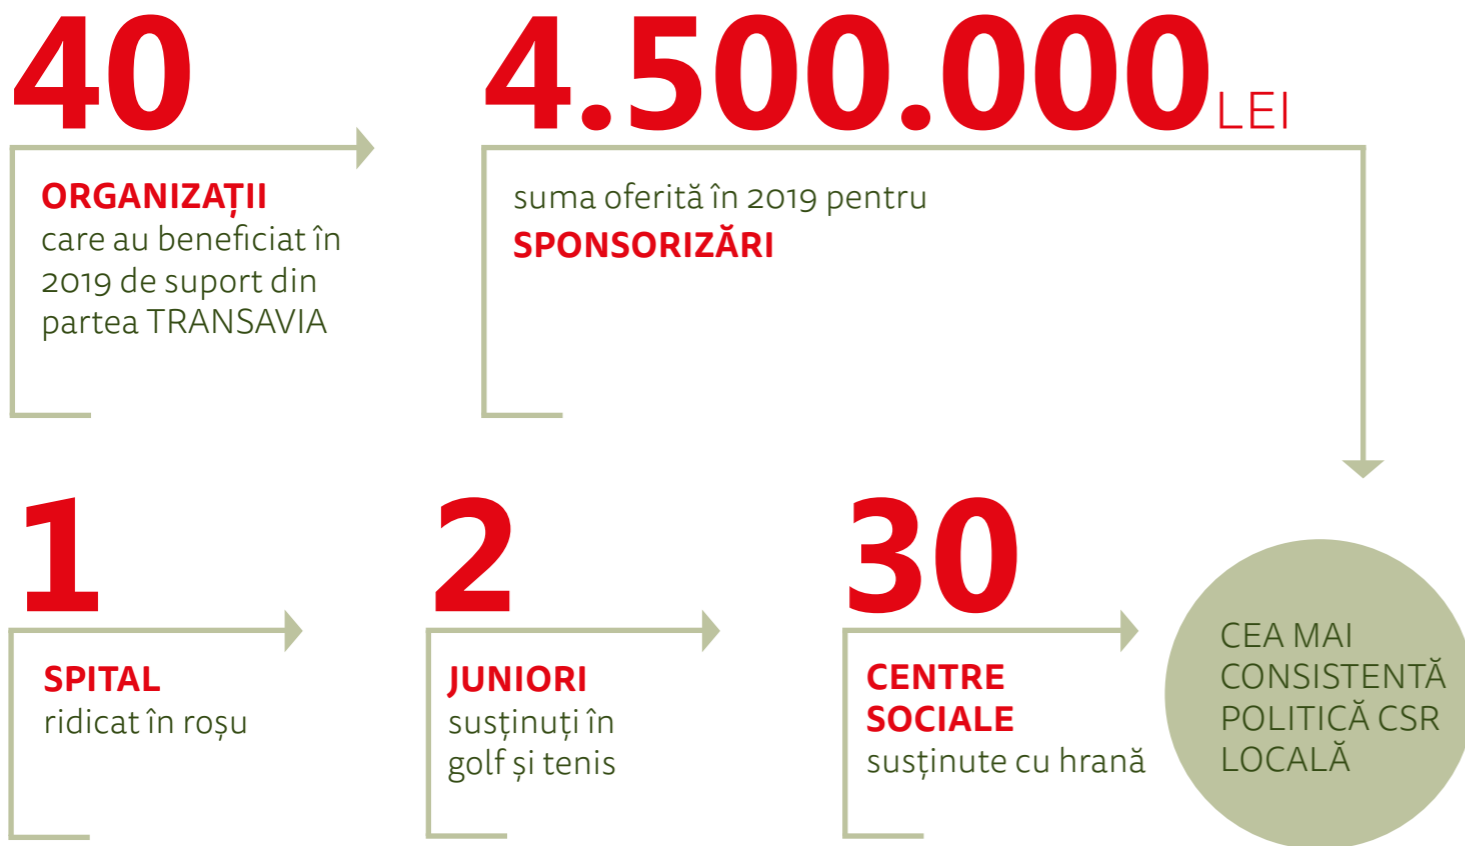 40
ORGANIZAȚII
care au beneficiat în
2019 de suport din
partea TRANSAVIA
4.500.000 LEI
suma oferită în 2019 pentru
SPONSORIZĂRI
1
SPITAL
ridicat în roșu
2
JUNIORI
susținuți în
golf și tenis
30
CENTRE
SOCIALE
susținute cu hrană
CEA MAI
CONSISTENTĂ
POLITICĂ CSR
LOCALĂ